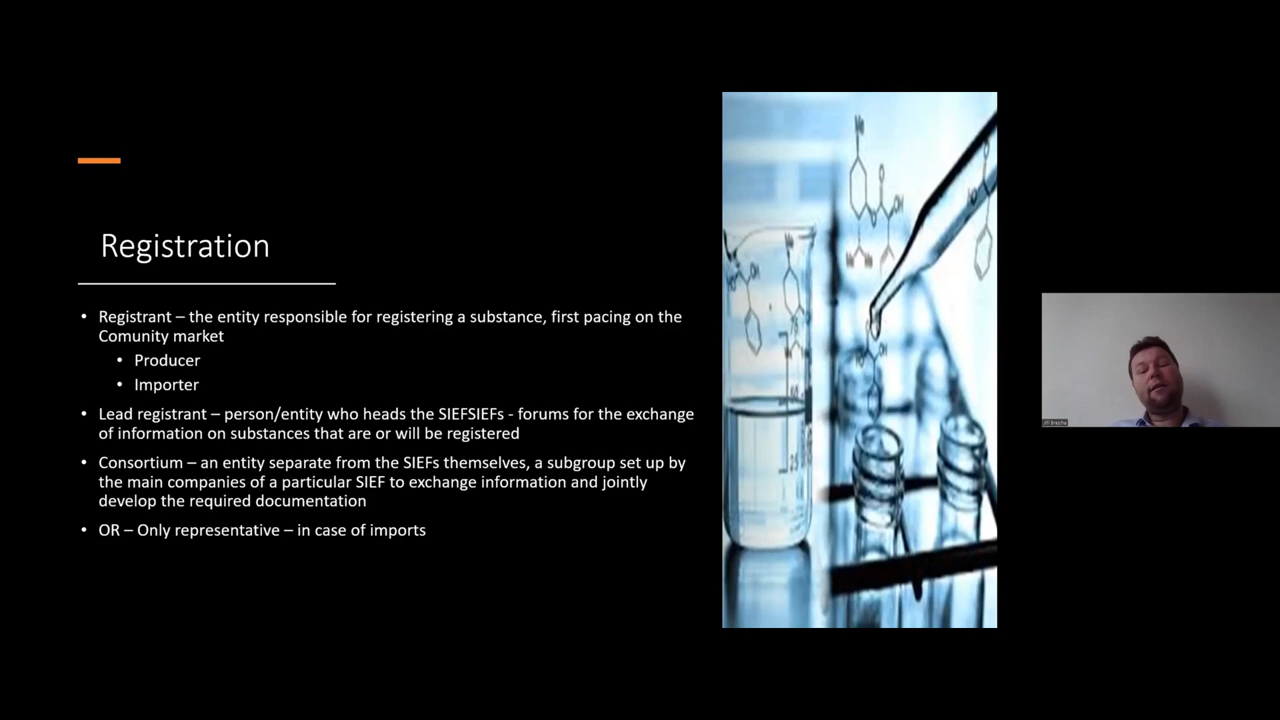 Registration
• Registrant – the entity responsible for registering a substance, first pacing on the
Comunity market
• Producer
• Importer
• Lead registrant – person/entity who heads the SIEFSIEFs - forums for the exchange
of information on substances that are or will be registered
• Consortium – an entity separate from the SIEFs themselves, a subgroup set up by
the main companies of a particular SIEF to exchange information and jointly
develop the required documentation
• OR – Only representative – in case of imports